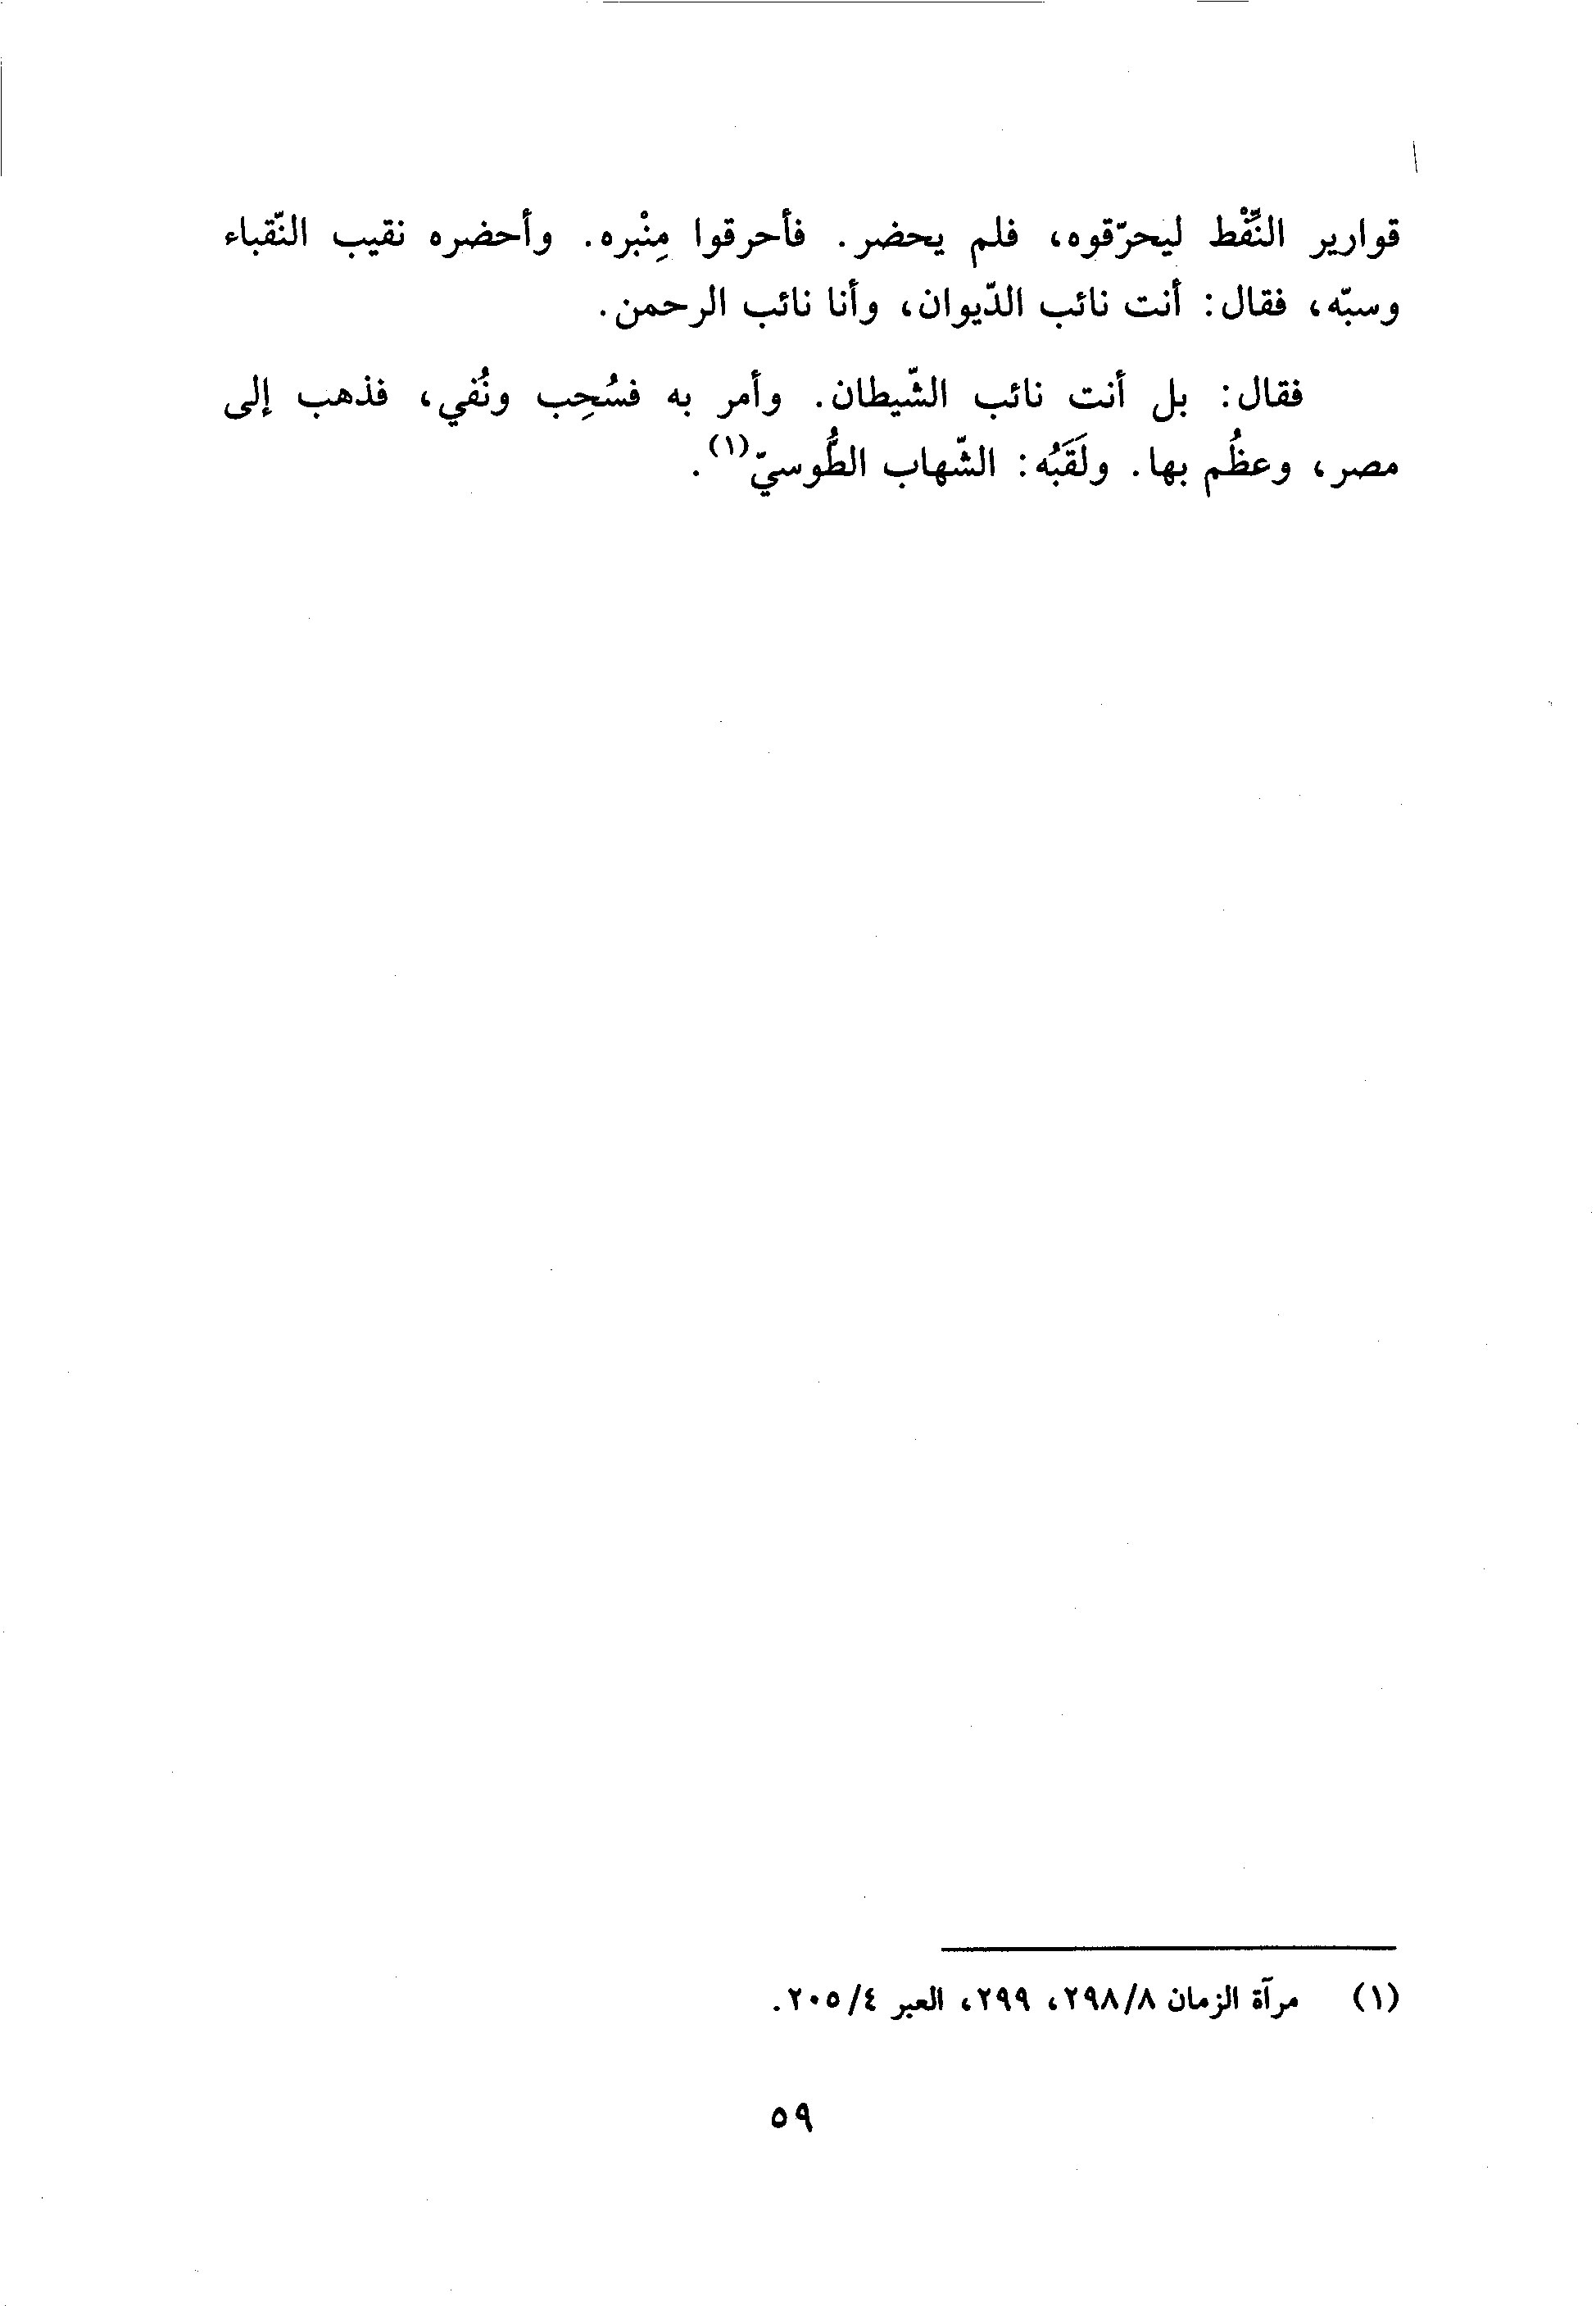 قوارير النِّفْط ليحرّقوه، فلم يحضر. فأحرقوا مِنْبره. وأحضره نقيب النّقباء
وسبّه، فقال: أنت نائب الدّيوان، وأنا نائب الرحمن.
فقال: بل أنت نائب الشّيطان. وأمر به فسُحِب ونُفي، فذهب إلى
مصر، وعظُم بها. ولَقَبُه: الشّهاب الطُّوسيّ(١).
(١) مرآة الزمان ٢٩٨/٨، ٢٩٩، العبر ٢٠٥/٤.
٥٩